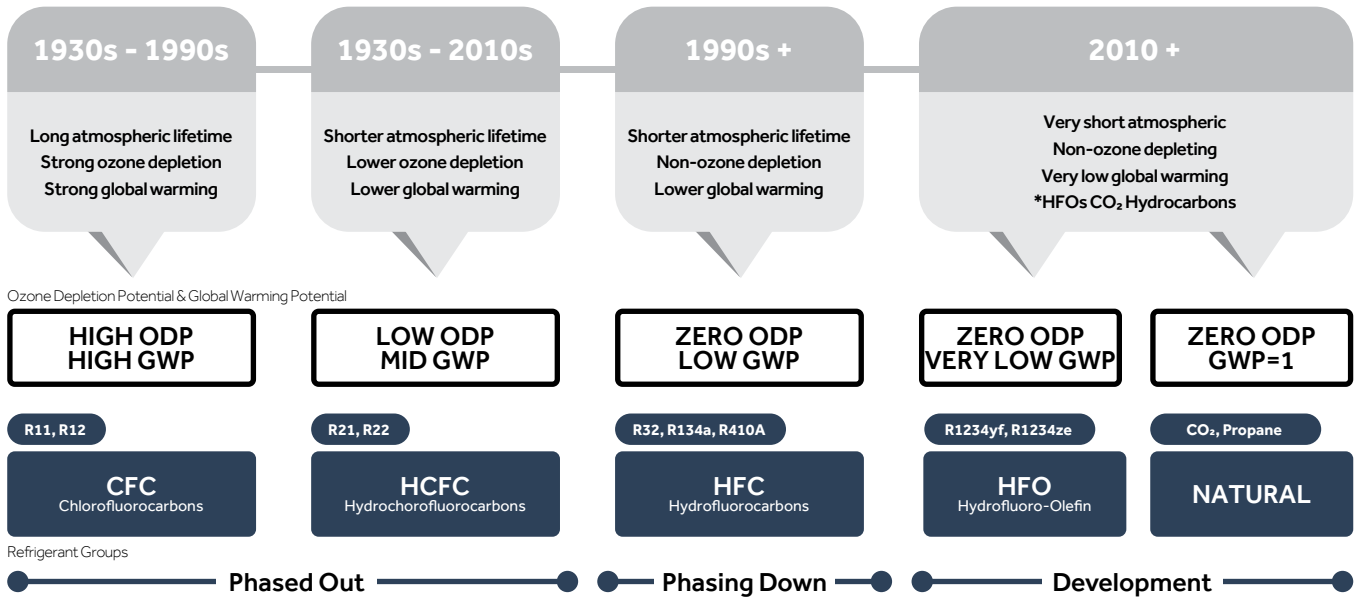 1930s - 1990s
Long atmospheric lifetime
Strong ozone depletion
Strong global warming
1930s - 2010s
Shorter atmospheric lifetime
Lower ozone depletion
Lower global warming
1990s +
Shorter atmospheric lifetime
Non-ozone depletion
Lower global warming
2010 +
Very short atmospheric
Non-ozone depleting
Very low global warming
*HFOs CO₂ Hydrocarbons
Ozone Depletion Potential & Global Warming Potential
HIGH ODP
HIGH GWP
LOW ODP
MID GWP
ZERO ODP
LOW GWP
ZERO ODP
VERY LOW GWP
ZERO ODP
GWP=1
R11, R12
R21, R22
R32, R134a, R410A
R1234yf, R1234ze
CO₂, Propane
CFC
Chlorofluorocarbons
HCFC
Hydrochorofluorocarbons
HFC
Hydrofluorocarbons
HFO
Hydrofluoro-Olefin
NATURAL
Refrigerant Groups
Phased Out
Phasing Down
Development